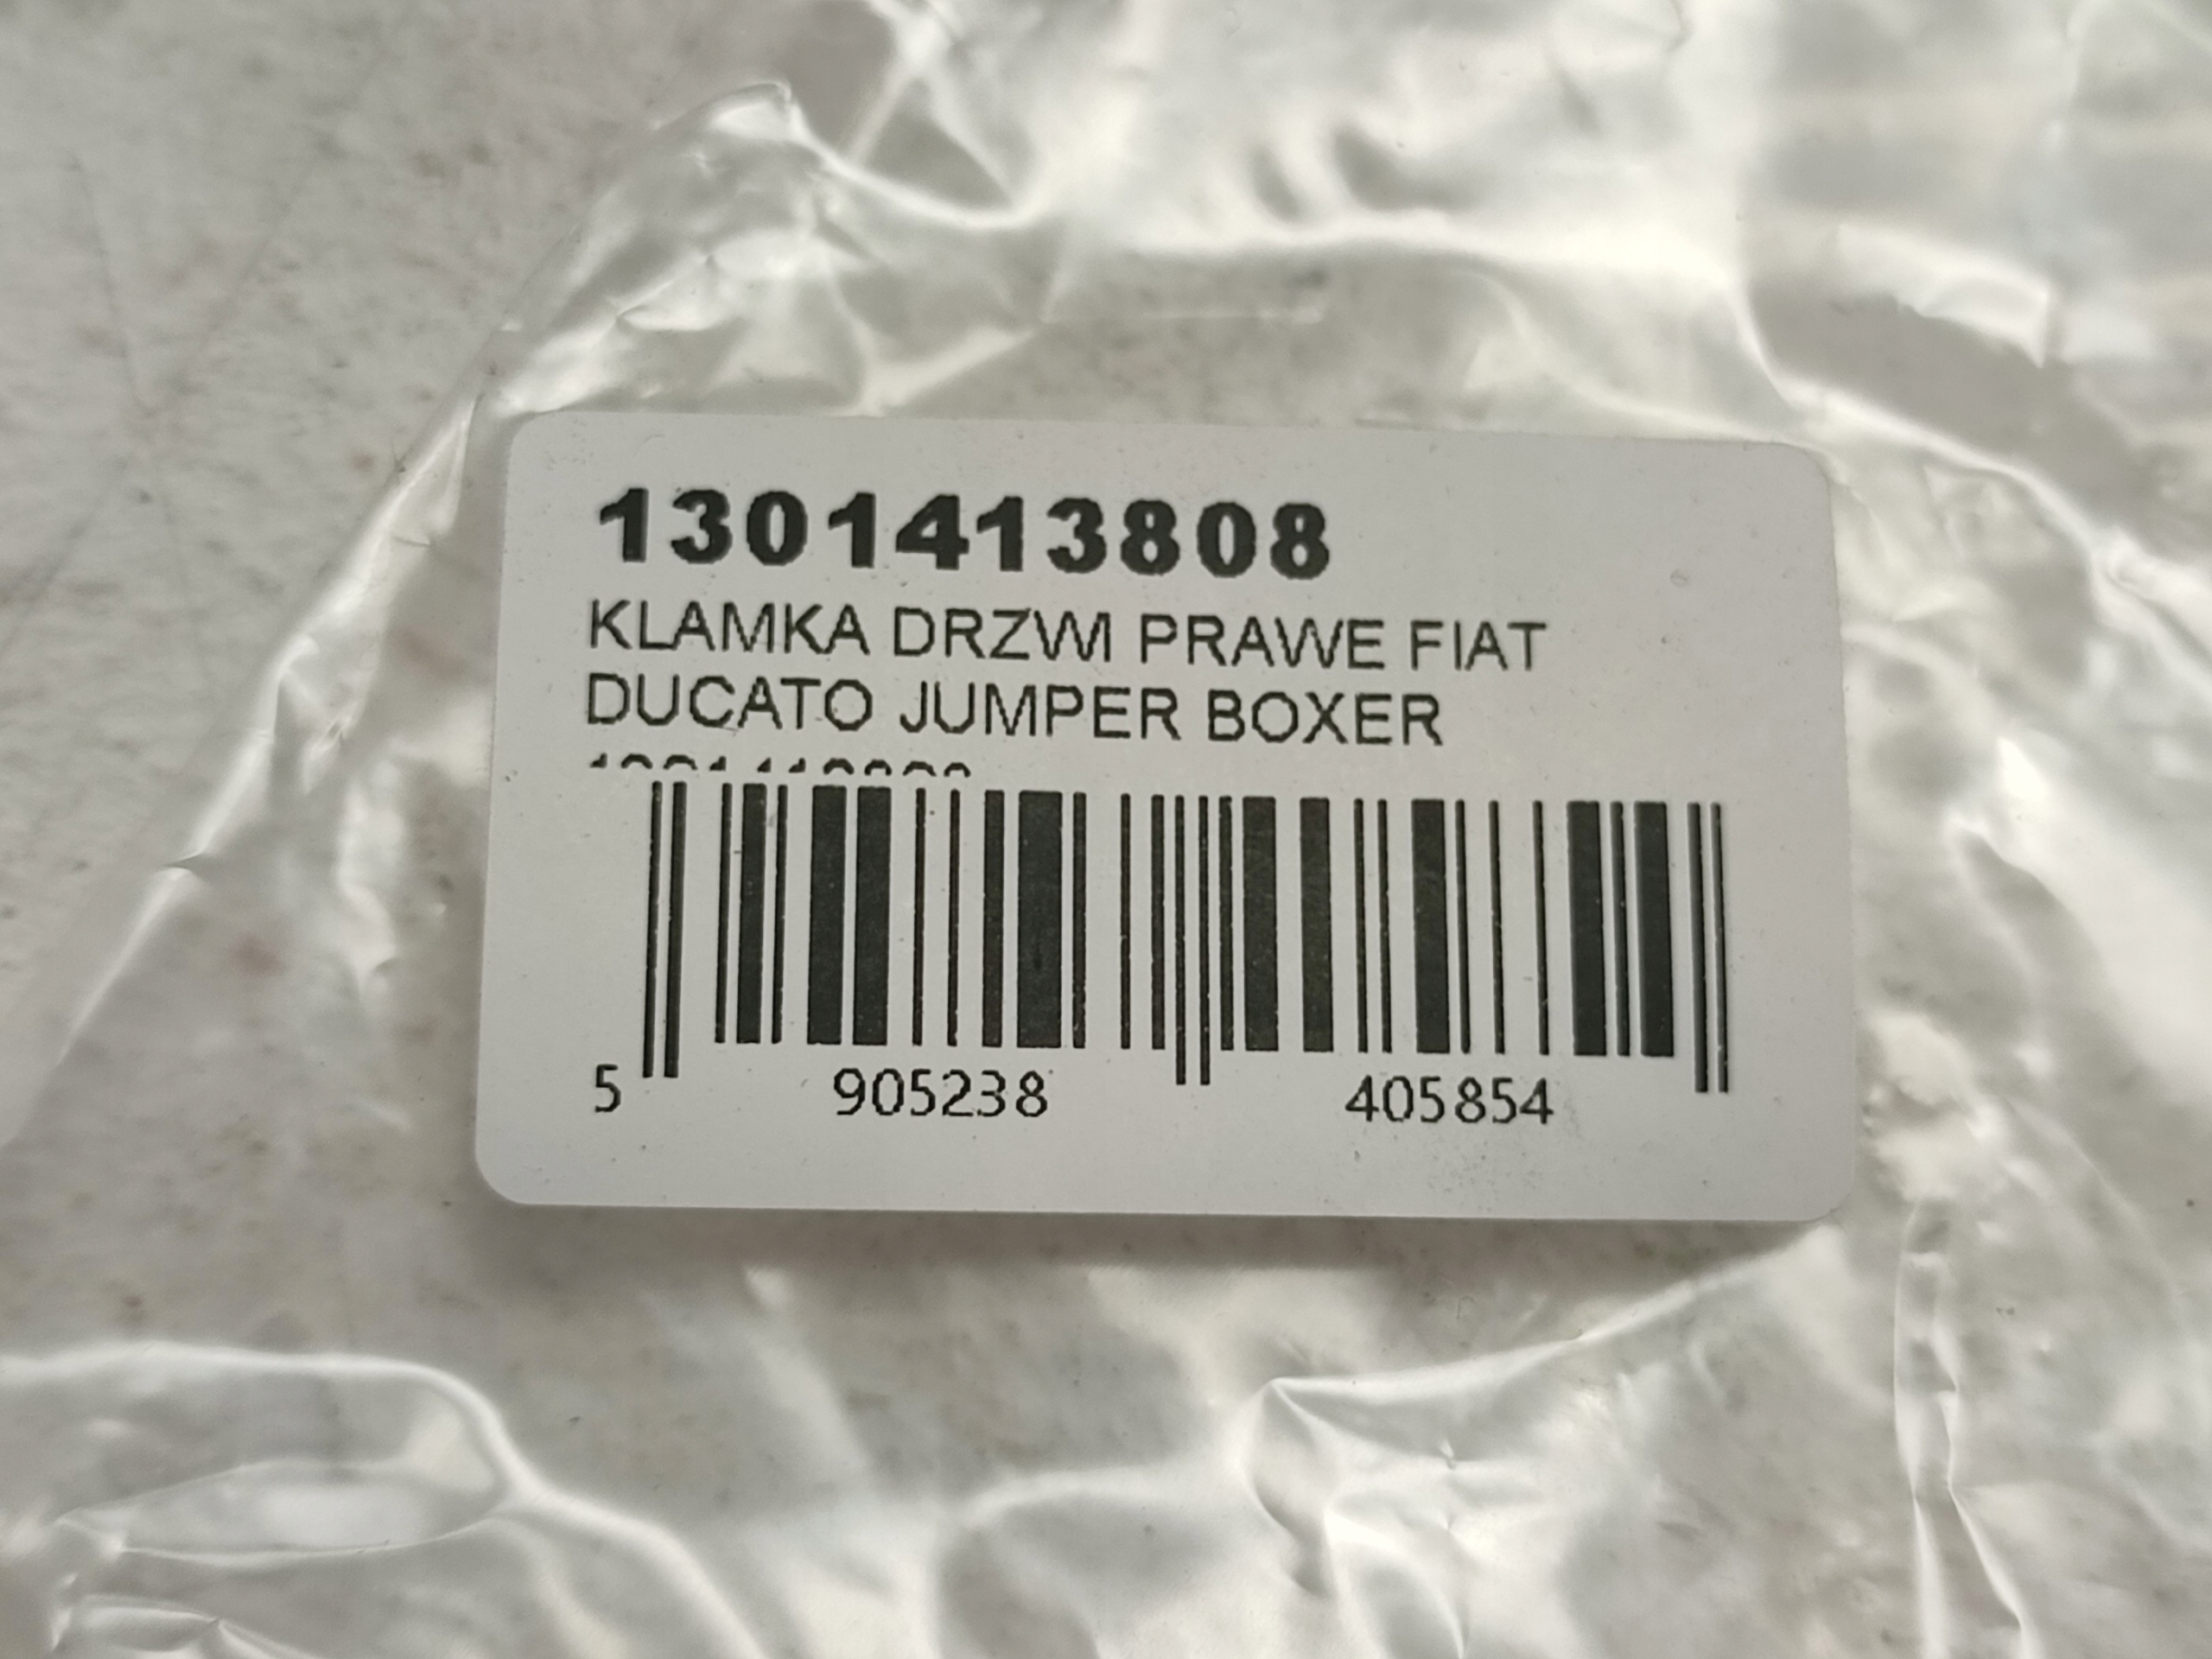 1301413808
KLAMKA DRZWI PRAWE FIAT
DUCATO JUMPER BOXER
5 905238 405854